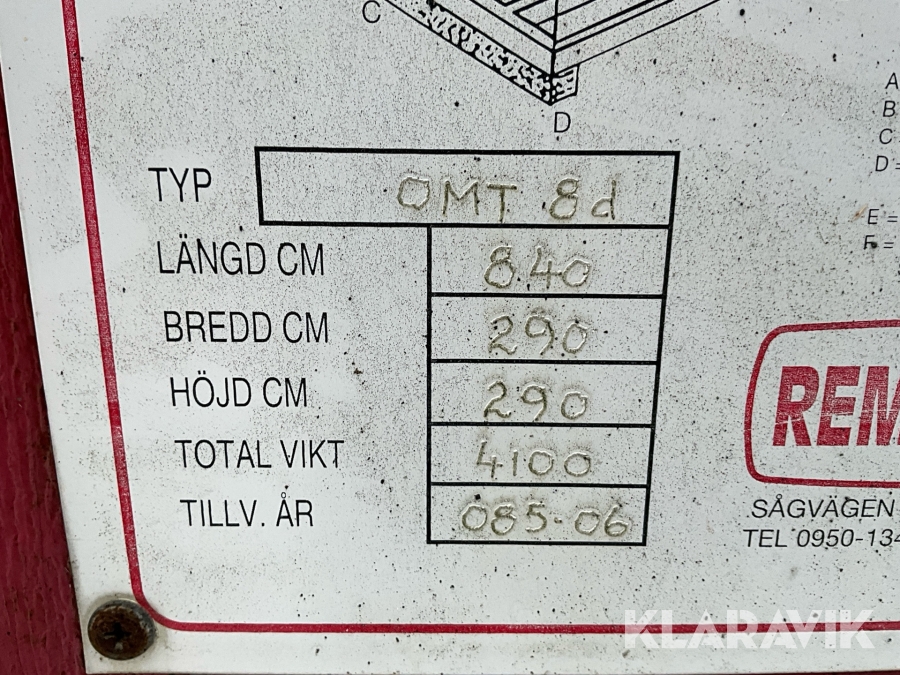 C
D
A
B
C
D =
E =
F =
TYP OMT 8d
LÄNGD CM 840
BREDD CM 290
HÖJD CM 290
TOTAL VIKT 4100
TILLV. ÅR 085-06
REM
SÅGVÄGEN
TEL 0950-134
KLARAVIK